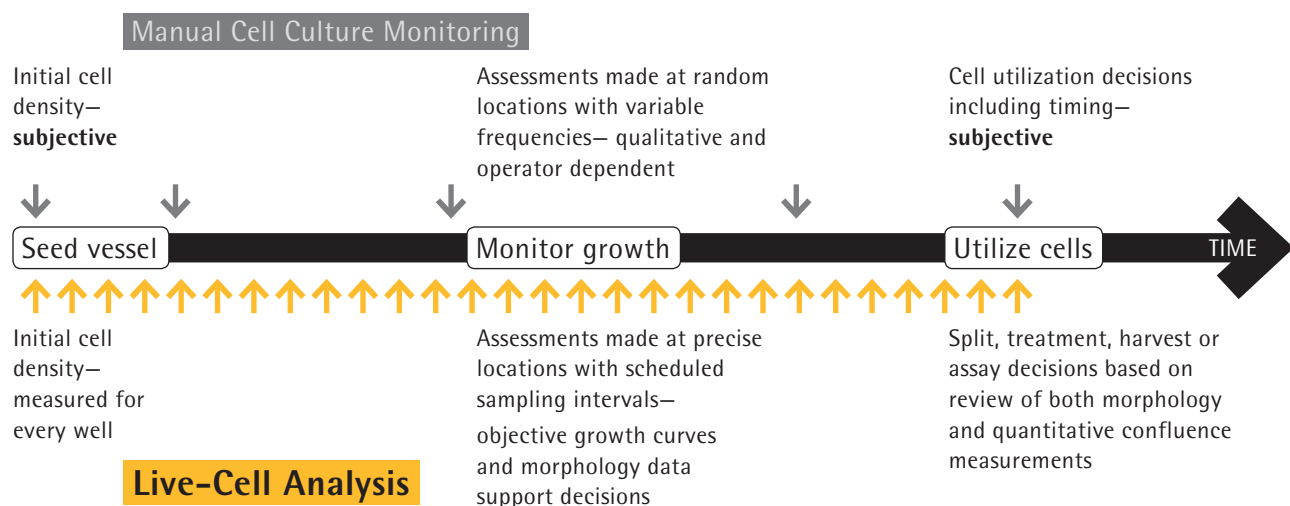 Manual Cell Culture Monitoring
Initial cell
density—
subjective
Assessments made at random
locations with variable
frequencies— qualitative and
operator dependent
Cell utilization decisions
including timing—
subjective
Seed vessel
Monitor growth
Utilize cells
TIME
Initial cell
density—
measured for
every well
Assessments made at precise
locations with scheduled
sampling intervals—
objective growth curves
and morphology data
support decisions
Split, treatment, harvest or
assay decisions based on
review of both morphology
and quantitative confluence
measurements
Live-Cell Analysis